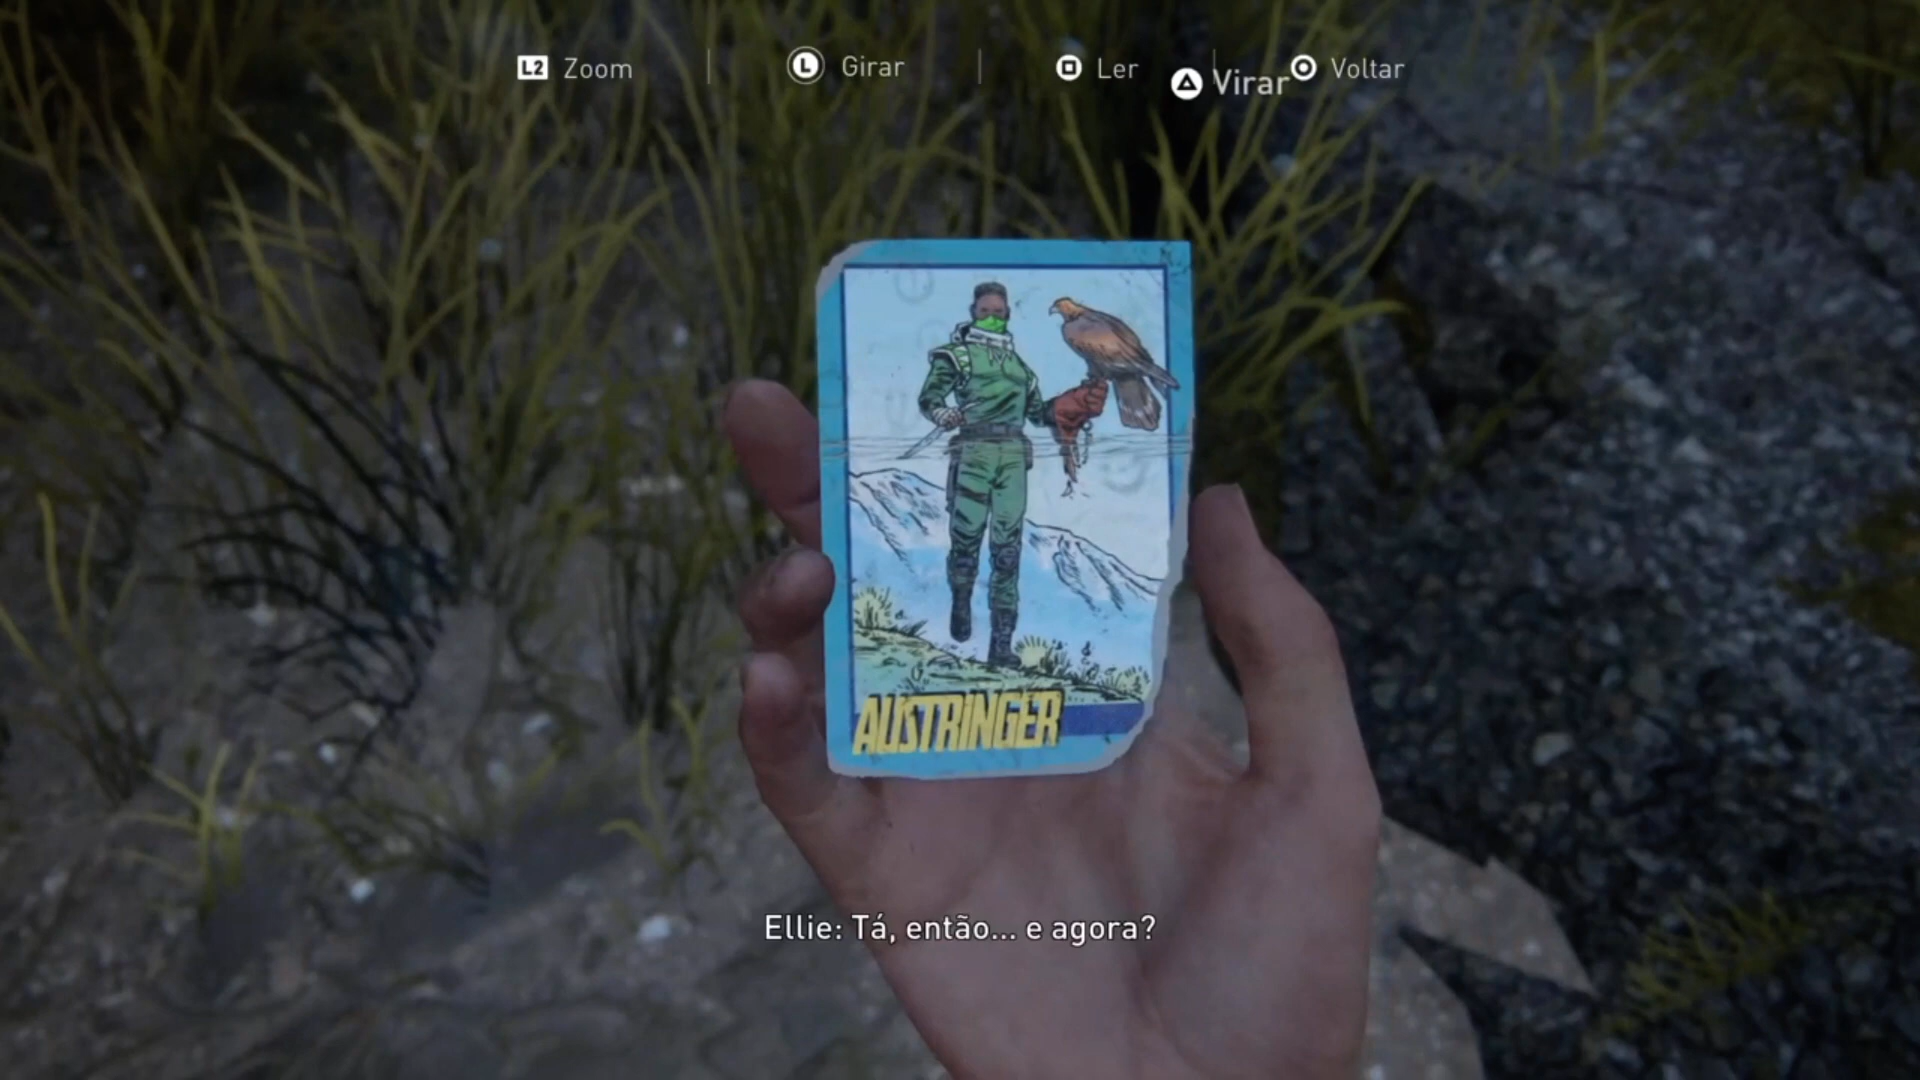 L2 Zoom
L Girar
Ler
Virar
Voltar
AUSTRINGER
Ellie: Tá, então... e agora?